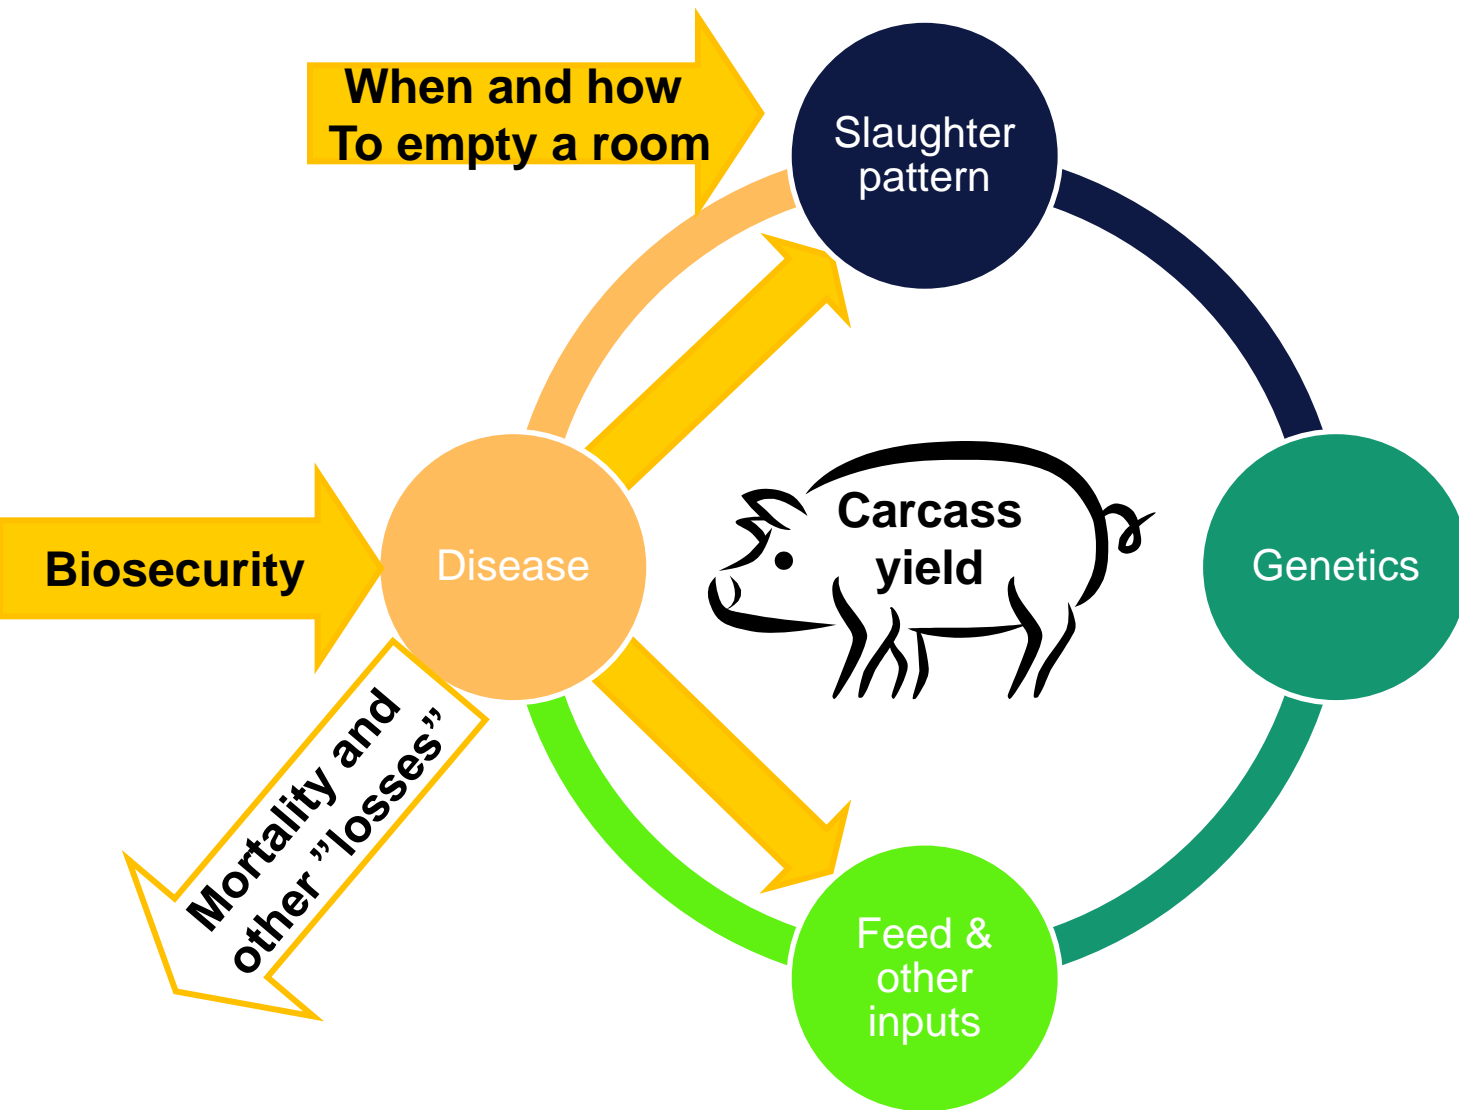 When and how
To empty a room
Slaughter
pattern
Carcass
yield
Biosecurity
Disease
Genetics
Mortality and
other ”losses”
Feed &
other
inputs